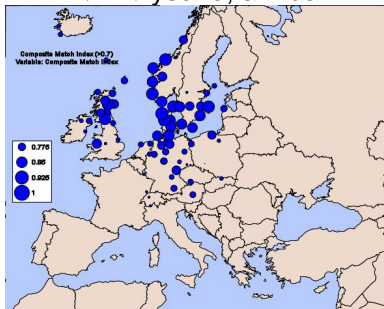 Composite Match Index (>0.7)
Variable: Composite Match Index
0.775
0.85
0.925
1